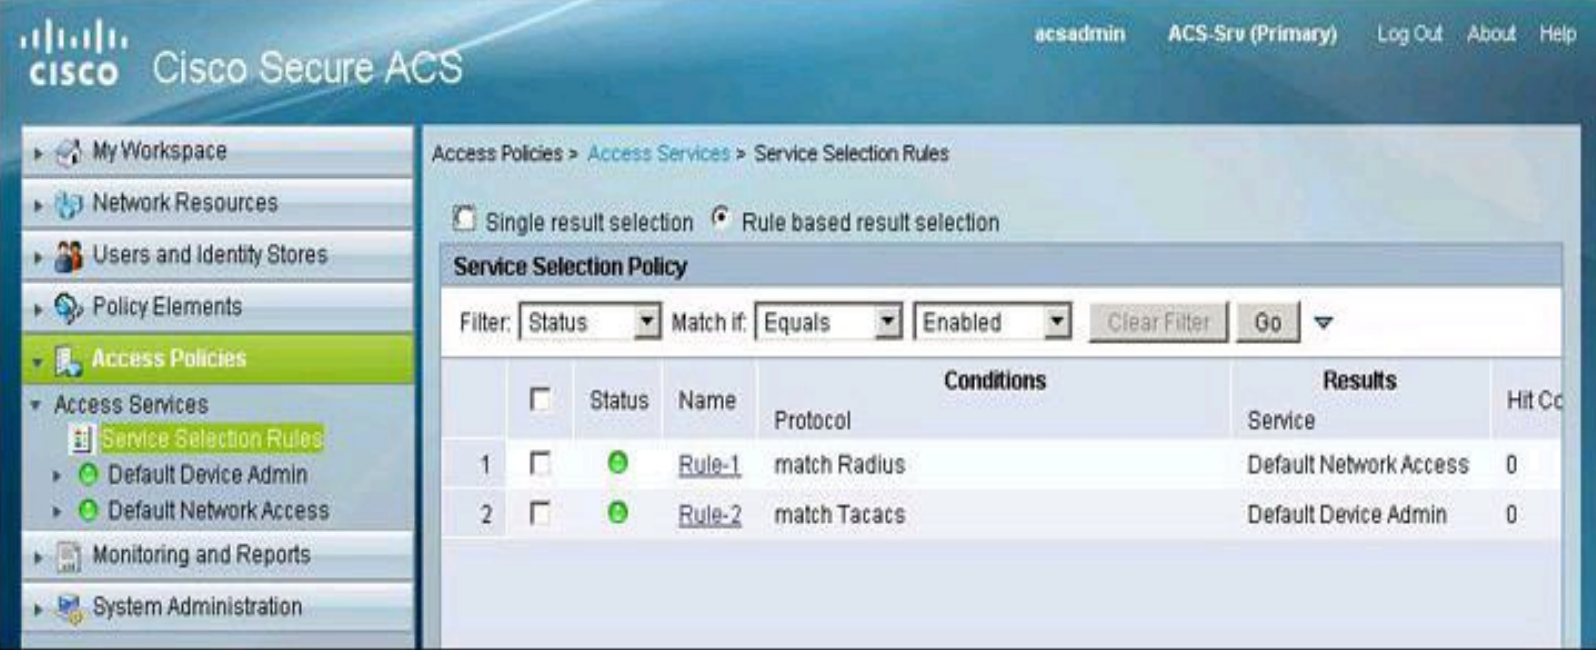 cisco Cisco Secure ACS
acsadmin ACS-Srv (Primary) Log Out About Help
My Workspace
Network Resources
Users and Identity Stores
Policy Elements
Access Policies
Access Services
Service Selection Rules
Default Device Admin
Default Network Access
Monitoring and Reports
System Administration
Access Policies > Access Services > Service Selection Rules
Single result selection Rule based result selection
Service Selection Policy
Filter: Status Match if: Equals Enabled Clear Filter Go
Conditions Results
Status Name Protocol Service Hit Co
1 Rule-1 match Radius Default Network Access 0
2 Rule-2 match Tacacs Default Device Admin 0